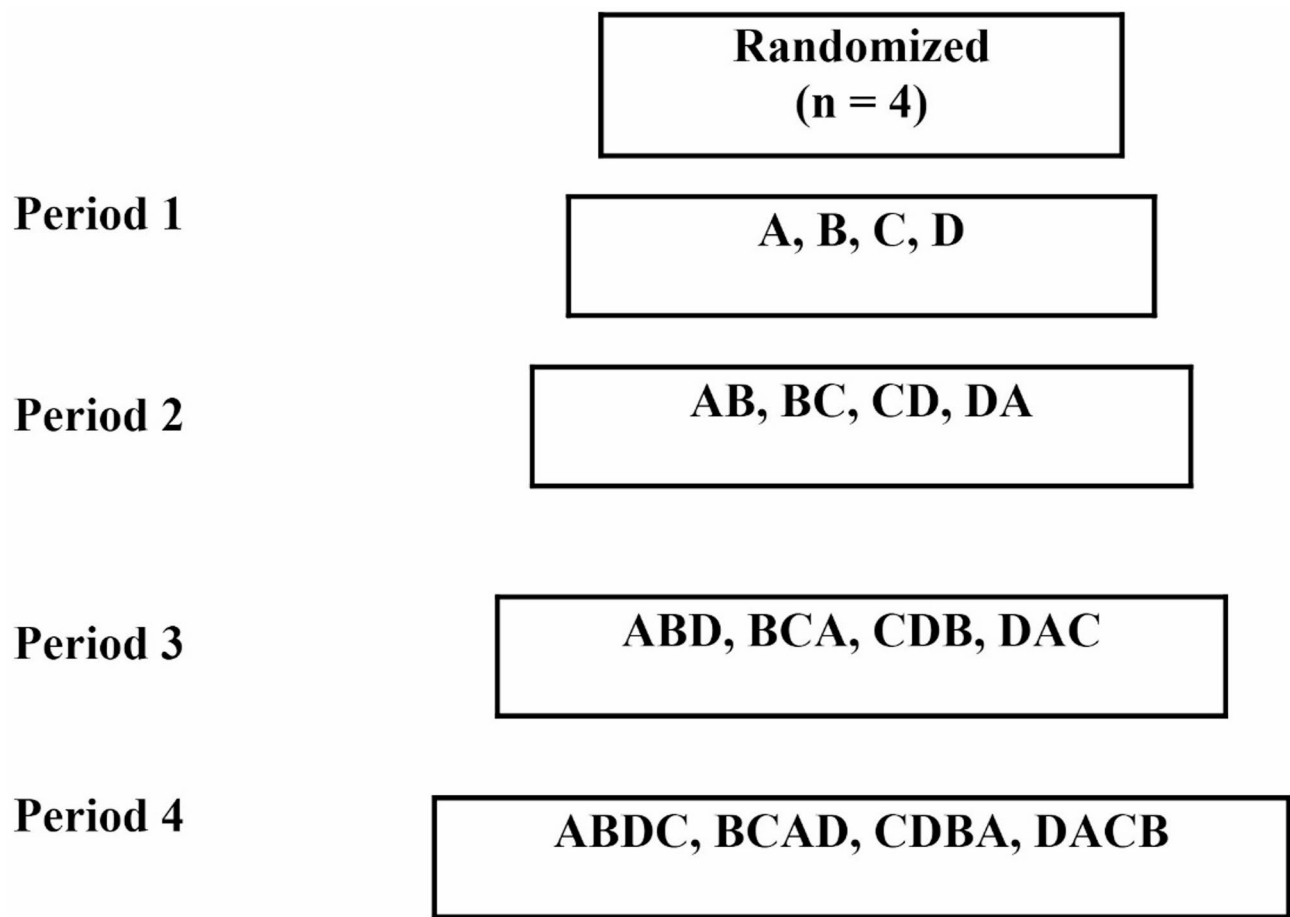 Randomized
(n = 4)
Period 1
A, B, C, D
Period 2
AB, BC, CD, DA
Period 3
ABD, BCA, CDB, DAC
Period 4
ABDC, BCAD, CDBA, DACB